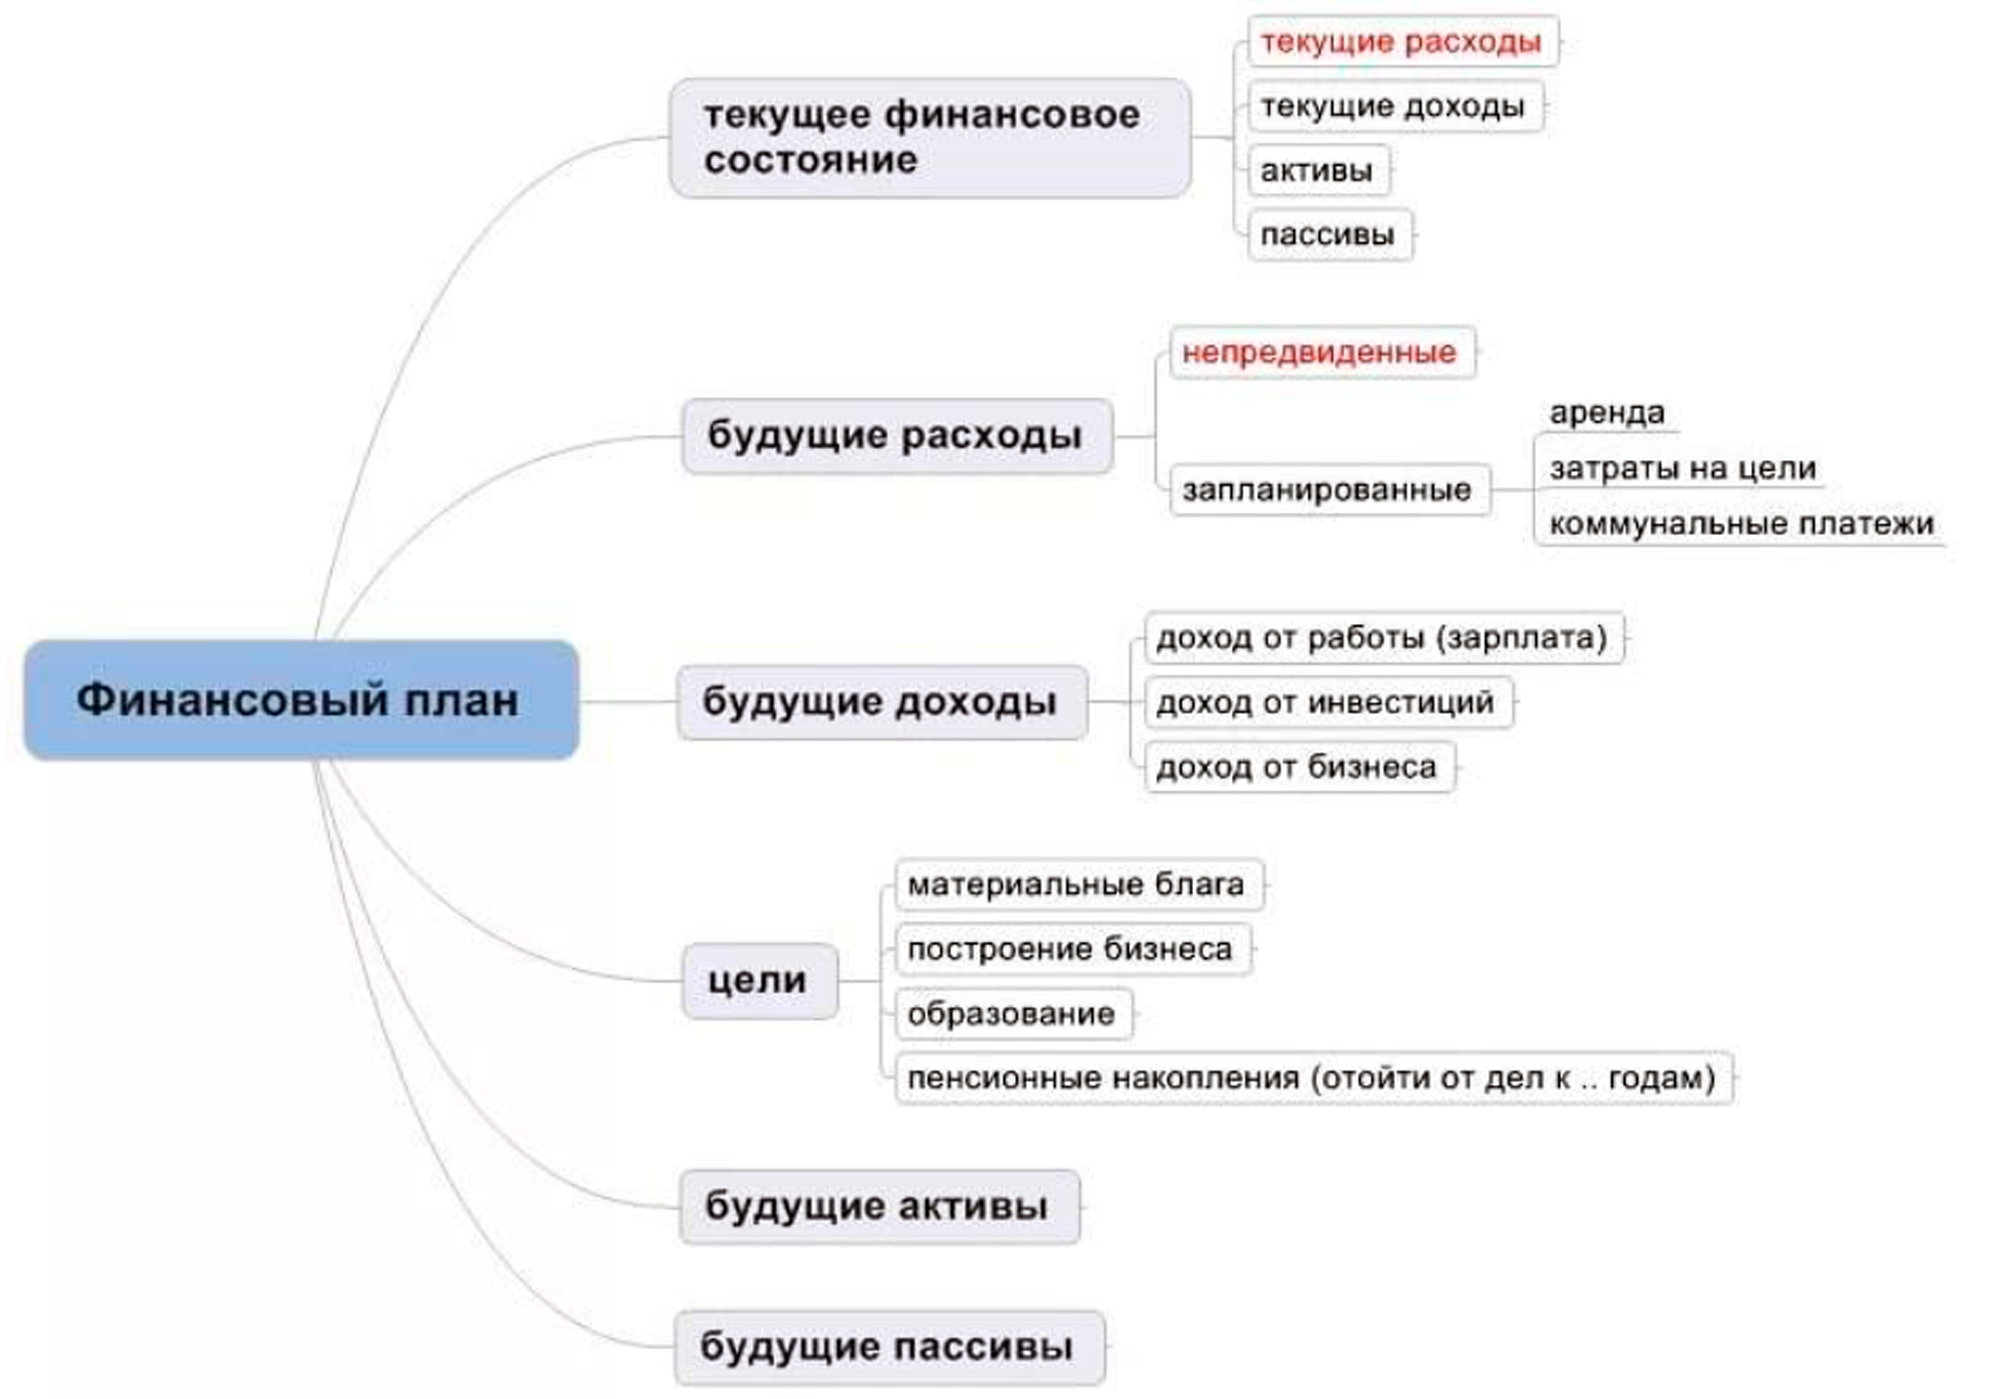 Финансовый план
текущее финансовое
состояние
текущие расходы
текущие доходы
активы
пассивы
будущие расходы
непредвиденные
запланированные
аренда
затраты на цели
коммунальные платежи
будущие доходы
доход от работы (зарплата)
доход от инвестиций
доход от бизнеса
цели
материальные блага
построение бизнеса
образование
пенсионные накопления (отойти от дел к .. годам)
будущие активы
будущие пассивы